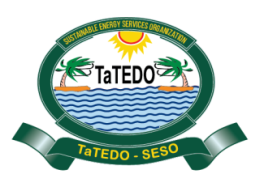 SUSTAINABLE ENERGY SERVICES ORGANIZATION
TaTEDO
TaTEDO - SESO